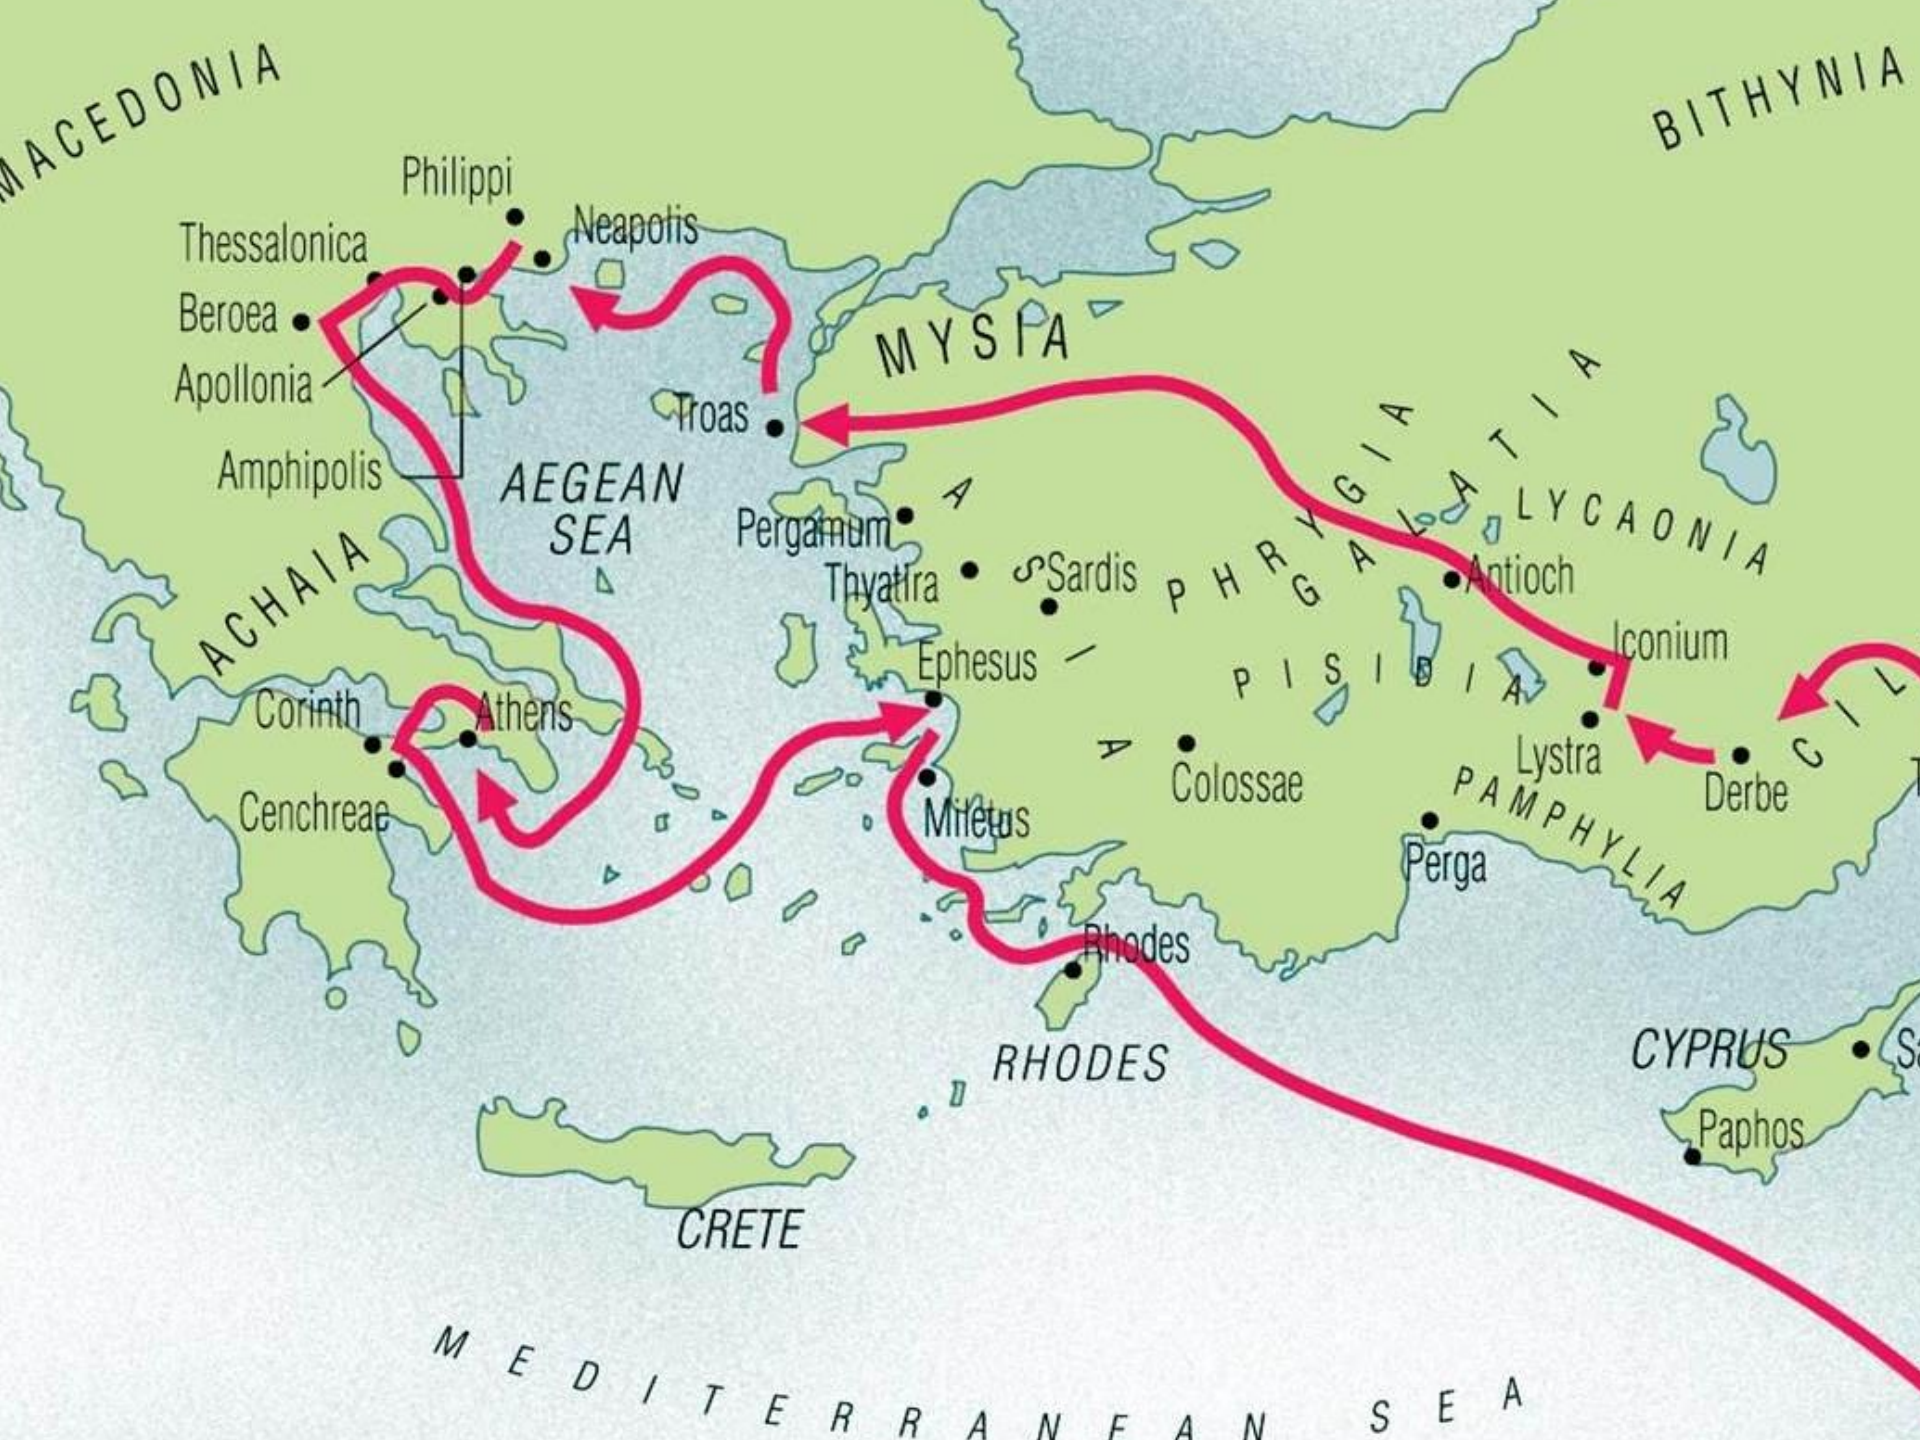 MACEDONIA
BITHYNIA
Philippi
Neapolis
Thessalonica
Beroea
MYSIA
Apollonia
Troas
Amphipolis
AEGEAN
SEA
PHRYGIA
GALATIA
LYCAONIA
Pergamum
Thyatira
ASIA
Sardis
Antioch
ACHAIA
Ephesus
Iconium
PISIDIA
Corinth
Athens
Lystra
Colossae
Derbe
CIL
T
Cenchreae
Miletus
PAMPHYLIA
Perga
Rhodes
RHODES
CYPRUS
Sa
Paphos
CRETE
MEDITERRANEAN SEA